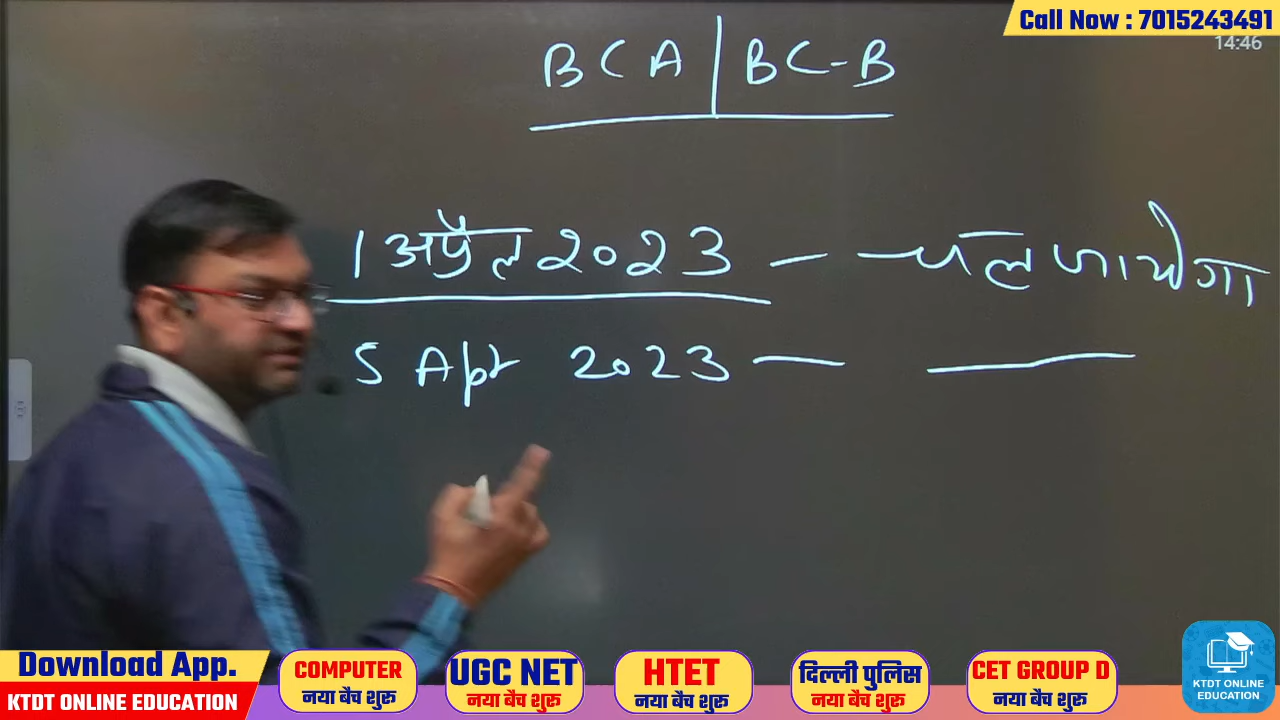 Call Now : 7015243491
14:46
BCA | BC-B
1 अप्रैल 2023 — चल जायेगा
5 Apr 2023 —
Download App.
KTDT ONLINE EDUCATION
COMPUTER
नया बैच शुरू
UGC NET
नया बैच शुरू
HTET
नया बैच शुरू
दिल्ली पुलिस
नया बैच शुरू
CET GROUP D
नया बैच शुरू
KTDT ONLINE
EDUCATION